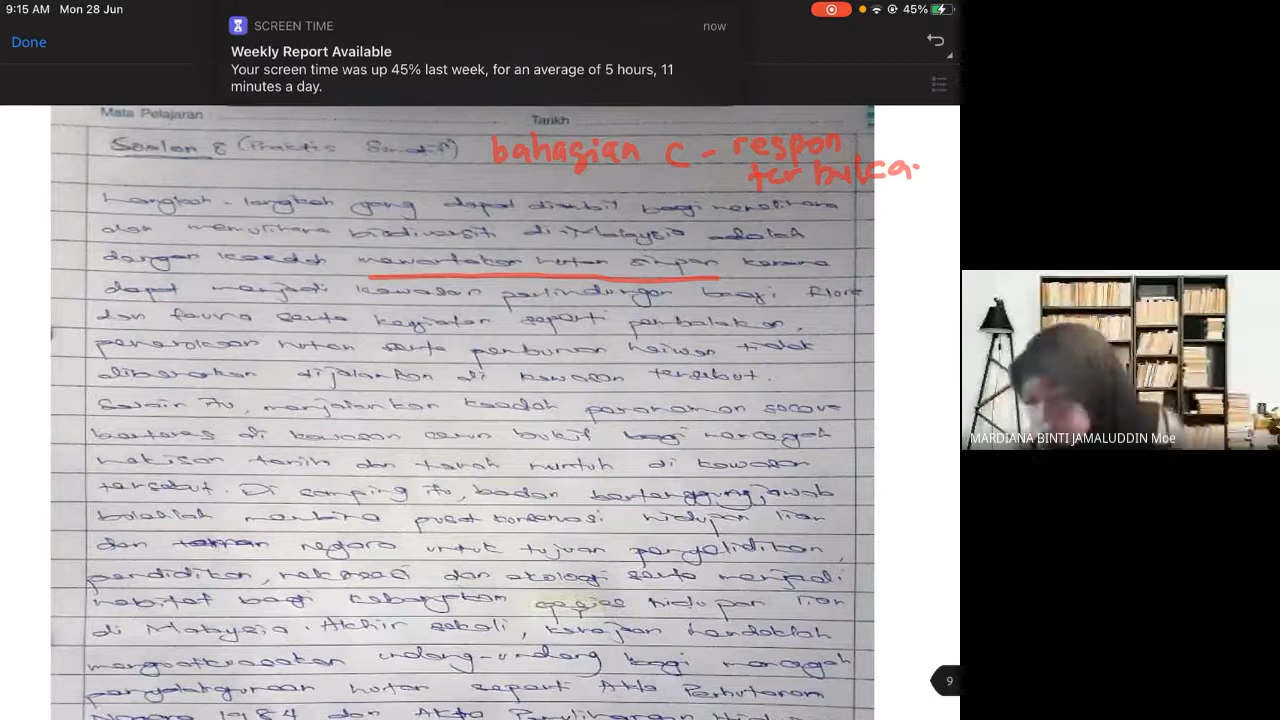 9:15 AM Mon 28 Jun
45%
SCREEN TIME
now
Weekly Report Available
Your screen time was up 45% last week, for an average of 5 hours, 11
minutes a day.
Done
Mata Pelajaran
Tarikh
Soalan 8 (Praktis Sumatif)
bahagian C - respon
terbuka.
Langkah-langkah yang dapat diambil bagi memelihara
dan memulihara biodiversiti di Malaysia adalah
dengan kaedah mewartakan hutan simpan kerana
dapat menjadi kawasan perlindungan bagi flora
dan fauna serta kegiatan seperti pembalakan,
penerokaan hutan serta pemburuan haiwan tidak
dibenarkan dijalankan di kawasan tersebut.
Selain itu, menjalankan kaedah penanaman secara
berteres di kawasan cerun bukit bagi mencegah
hakisan tanih dan tanah runtuh di kawasan
tersebut. Di samping itu, badan bertanggungjawab
bolehlah membina pusat konservasi hidupan liar
dan taman negara untuk tujuan penyelidikan,
pendidikan, rekreasi dan ekologi serta menjadi
habitat bagi kebanyakan spesies hidupan liar
di Malaysia. Akhir sekali, kerajaan hendaklah
menguatkuasakan undang-undang bagi mencegah
penyalahgunaan hutan seperti Akta Perhutanan
Negara 1984 dan Akta Pemuliharaan
9
MARDIANA BINTI JAMALUDDIN Moe